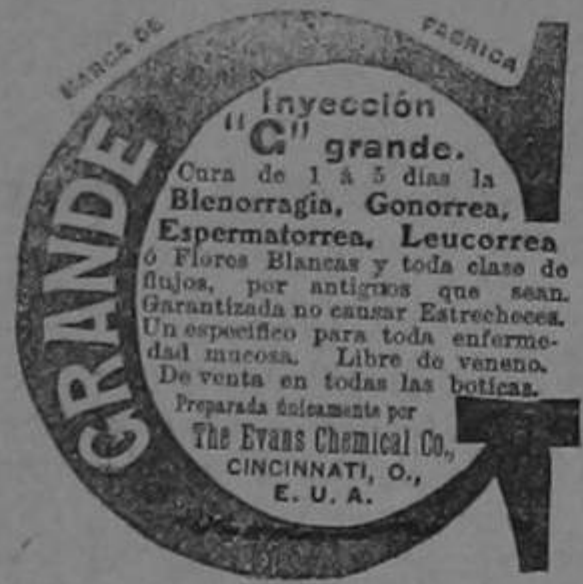 MARCA DE FABRICA
GRANDE
Inyección
"G" grande.
Cura de 1 á 5 dias la
Blenorragia, Gonorrea,
Espermatorrea, Leucorrea
ó Flores Blancas y toda clase de
flujos, por antiguos que sean.
Garantizada no causar Estrecheces.
Un específico para toda enferme-
dad mucosa. Libre de veneno.
De venta en todas las boticas.
Preparada únicamente por
The Evans Chemical Co.,
CINCINNATI, O.,
E. U. A.